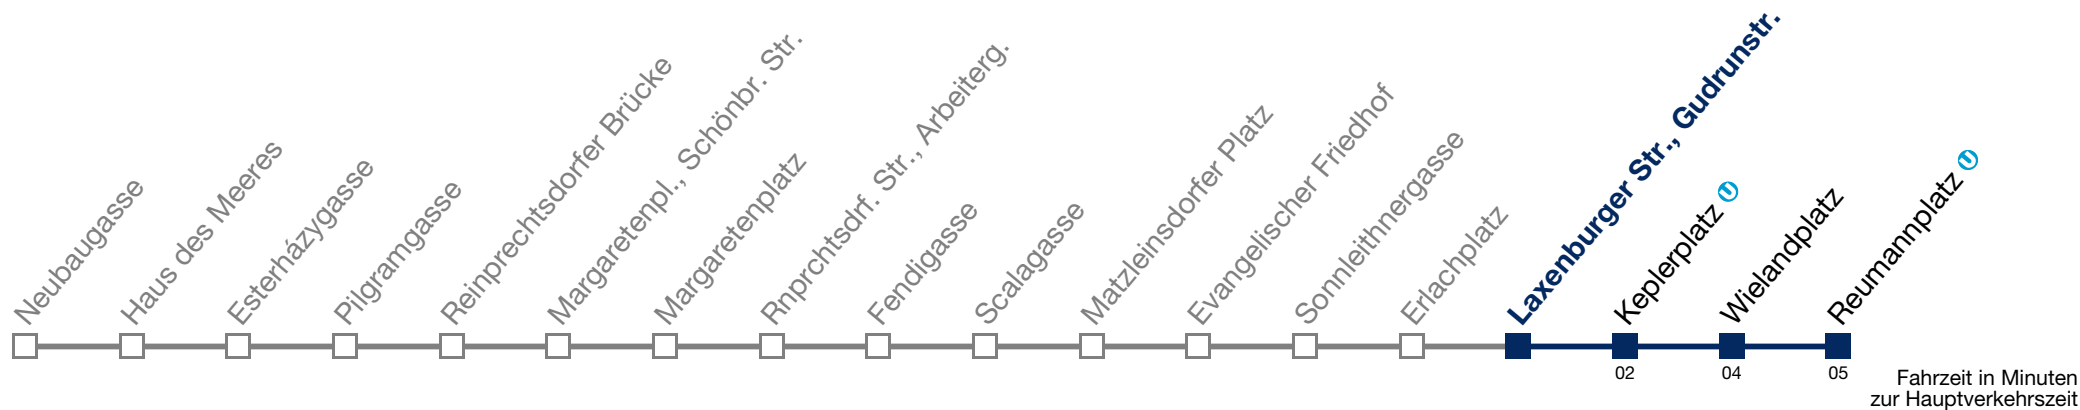 Neubaugasse
Haus des Meeres
Esterházygasse
Pilgramgasse
Reinprechtsdorfer Brücke
Margaretenpl., Schönbr. Str.
Margaretenplatz
Rnprchtsdrf. Str., Arbeiterg.
Fendigasse
Scalagasse
Matzleinsdorfer Platz
Evangelischer Friedhof
Sonnleithnergasse
Erlachplatz
Laxenburger Str., Gudrunstr.
Keplerplatz U
Wielandplatz
Reumannplatz U
02 04 05
Fahrzeit in Minuten
zur Hauptverkehrszeit